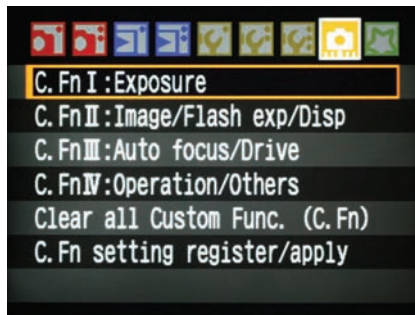 C.Fn I :Exposure
C.Fn II :Image/Flash exp/Disp
C.Fn III :Auto focus/Drive
C.Fn IV :Operation/Others
Clear all Custom Func. (C.Fn)
C.Fn setting register/apply